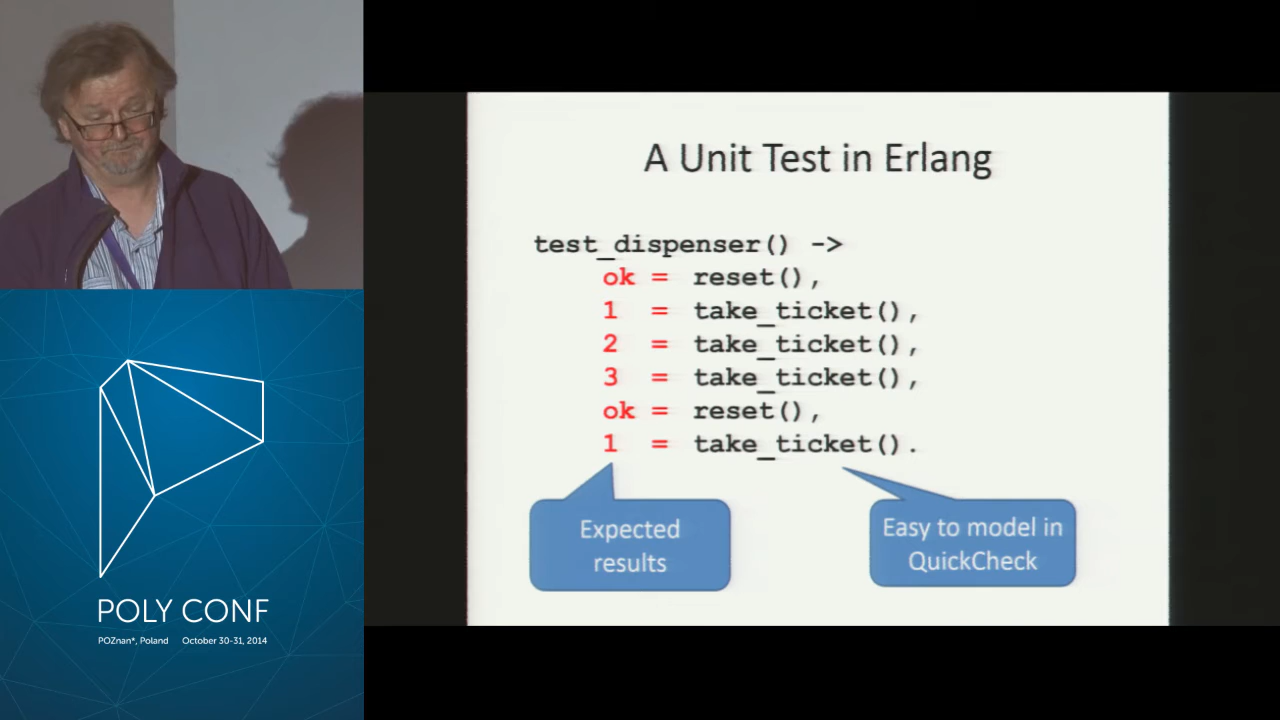 A Unit Test in Erlang
test_dispenser() ->
ok = reset(),
1 = take_ticket(),
2 = take_ticket(),
3 = take_ticket(),
ok = reset(),
1 = take_ticket().
Expected
results
Easy to model in
QuickCheck
POLY CONF
POZnan*, Poland October 30-31, 2014